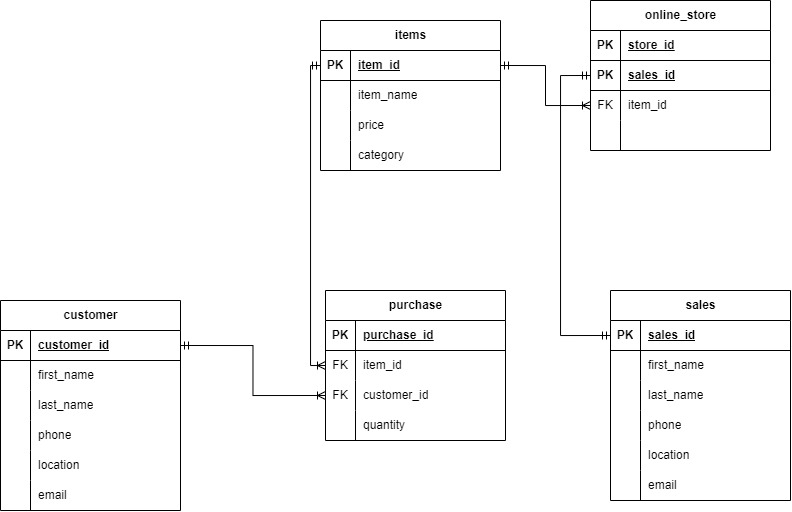 items
PK item_id
item_name
price
category
online_store
PK store_id
PK sales_id
FK item_id
customer
PK customer_id
first_name
last_name
phone
location
email
purchase
PK purchase_id
FK item_id
FK customer_id
quantity
sales
PK sales_id
first_name
last_name
phone
location
email